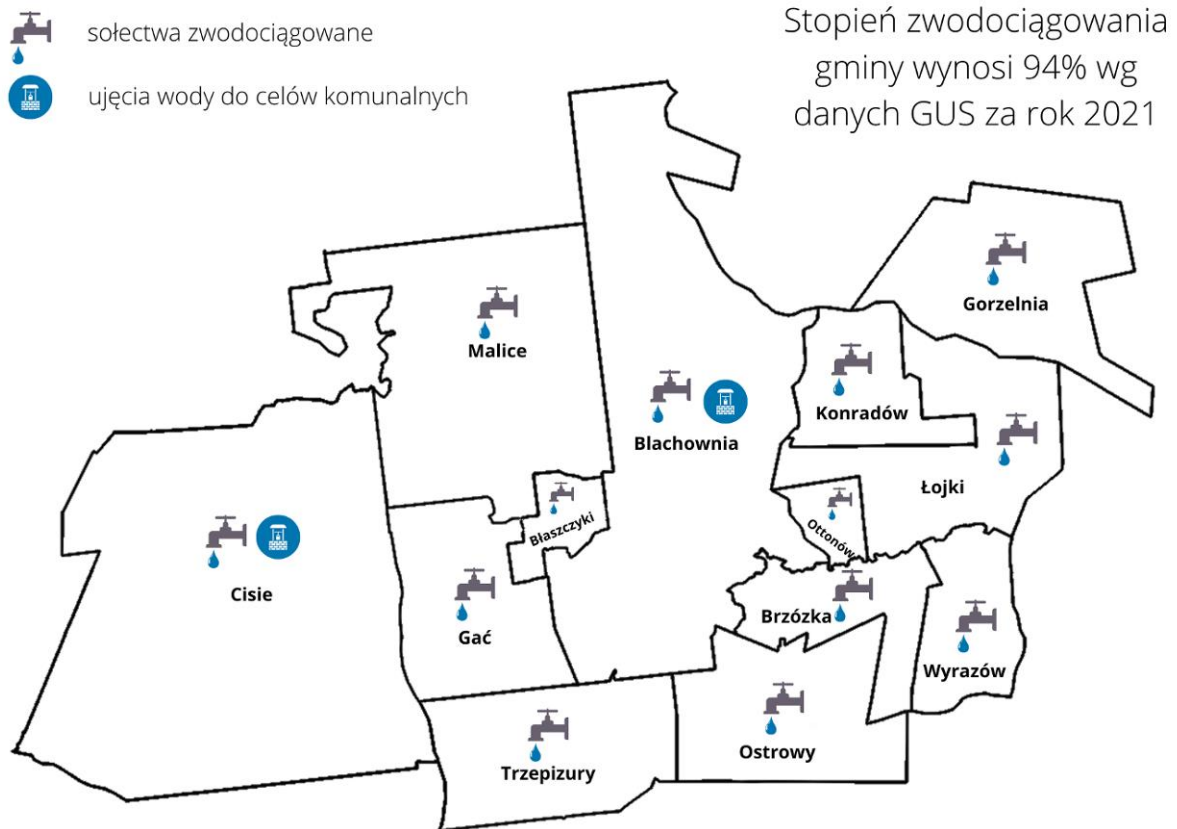 sołectwa zwodociągowane
ujęcia wody do celów komunalnych
Stopień zwodociągowania
gminy wynosi 94% wg
danych GUS za rok 2021
Gorzelnia
Malice
Konradów
Blachownia
Łojki
Błaszczyki
Ottonów
Cisie
Brzózka
Gać
Wyrazów
Ostrowy
Trzepizury